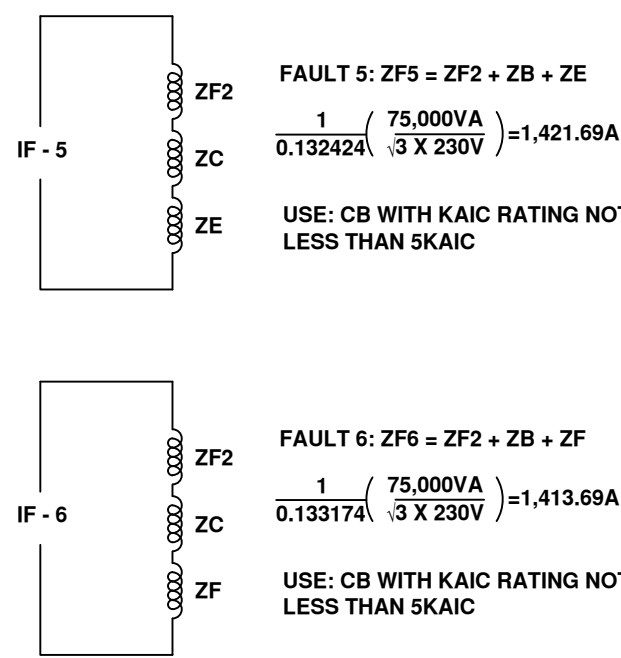 FAULT 5: ZF5 = ZF2 + ZB + ZE
ZF2
1 / 0.132424 ( 75,000VA / √3 X 230V ) =1,421.69A
IF - 5
ZC
USE: CB WITH KAIC RATING NOT
ZE
LESS THAN 5KAIC
FAULT 6: ZF6 = ZF2 + ZB + ZF
ZF2
1 / 0.133174 ( 75,000VA / √3 X 230V ) =1,413.69A
IF - 6
ZC
USE: CB WITH KAIC RATING NOT
ZF
LESS THAN 5KAIC